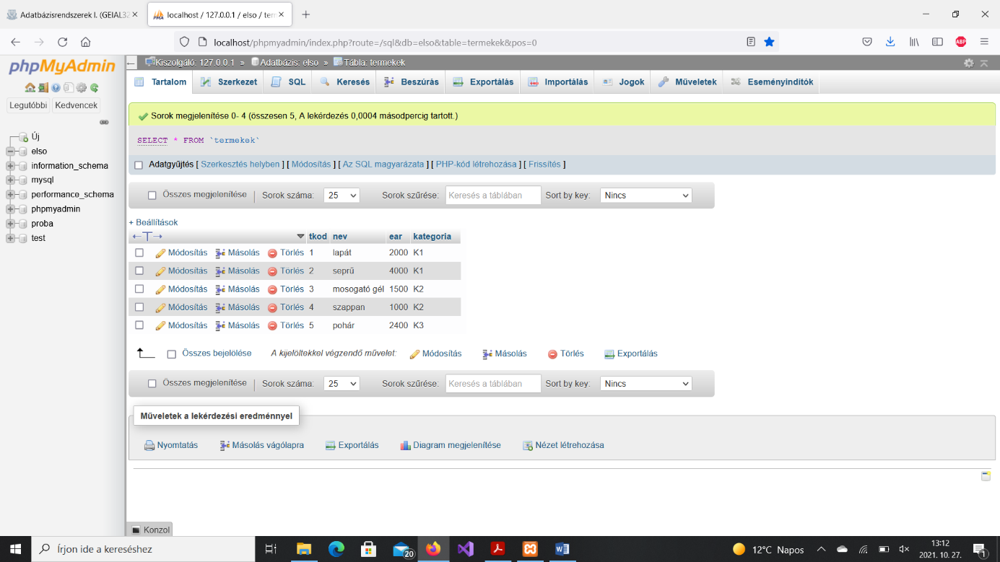 Adatbázisrendszerek I. (GEIAL32
localhost / 127.0.0.1 / elso / term
localhost/phpmyadmin/index.php?route=/sql&db=elso&table=termekek&pos=0
ABP
phpMyAdmin
Legutóbbi
Kedvencek
Új
elso
information_schema
mysql
performance_schema
phpmyadmin
proba
test
Kiszolgáló: 127.0.0.1 » Adatbázis: elso » Tábla: termekek
Tartalom Szerkezet SQL Keresés Beszúrás Exportálás Importálás Jogok Műveletek Eseményindítók
Sorok megjelenítése 0- 4 (összesen 5, A lekérdezés 0,0004 másodpercig tartott.)
SELECT * FROM `termekek`
Adatgyűjtés [ Szerkesztés helyben ] [ Módosítás ] [ Az SQL magyarázata ] [ PHP-kód létrehozása ] [ Frissítés ]
Összes megjelenítése Sorok száma: 25 Sorok szűrése: Keresés a táblában Sort by key: Nincs
+ Beállítások
tkod nev ear kategoria
Módosítás Másolás Törlés 1 lapát 2000 K1
Módosítás Másolás Törlés 2 seprű 4000 K1
Módosítás Másolás Törlés 3 mosogató gél 1500 K2
Módosítás Másolás Törlés 4 szappan 1000 K2
Módosítás Másolás Törlés 5 pohár 2400 K3
Összes bejelölése A kijelöltekkel végzendő művelet: Módosítás Másolás Törlés Exportálás
Összes megjelenítése Sorok száma: 25 Sorok szűrése: Keresés a táblában Sort by key: Nincs
Műveletek a lekérdezési eredménnyel
Nyomtatás Másolás vágólapra Exportálás Diagram megjelenítése Nézet létrehozása
Konzol
Írjon ide a kereséshez
20
12°C Napos
13:12
2021. 10. 27.
1